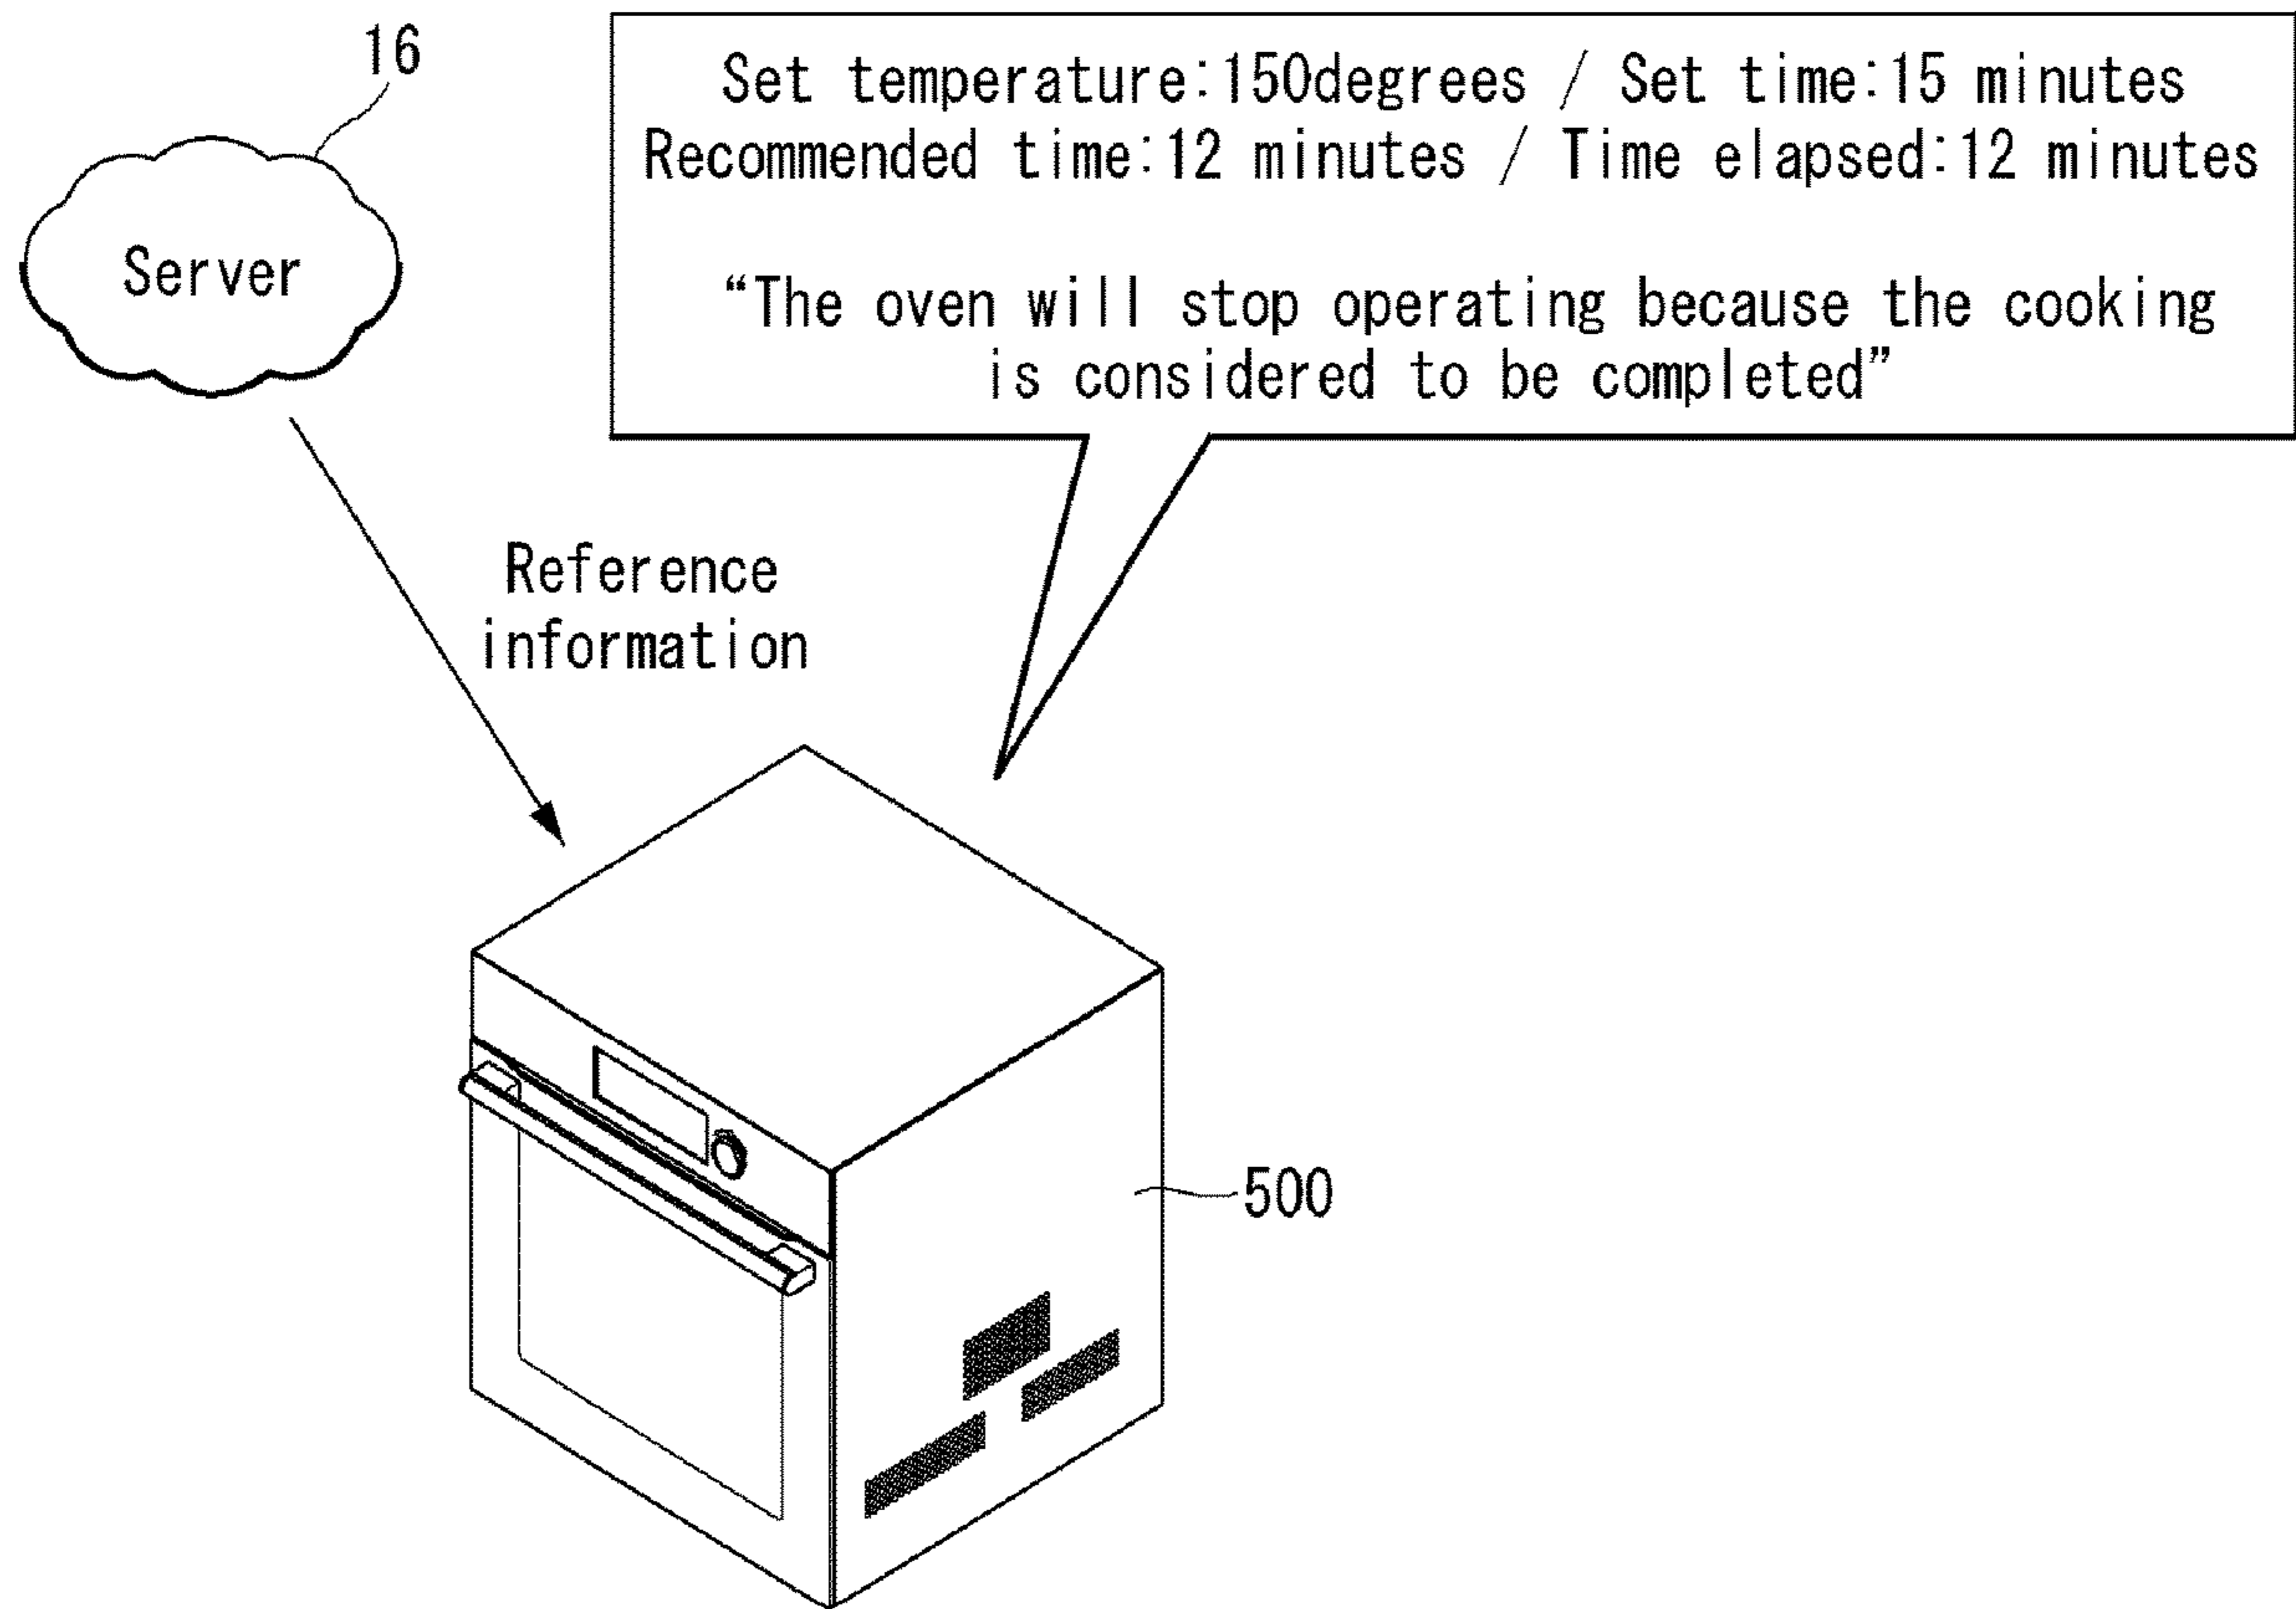 16
Set temperature:150degrees / Set time:15 minutes
Recommended time:12 minutes / Time elapsed:12 minutes
Server
“The oven will stop operating because the cooking
is considered to be completed”
Reference
information
500